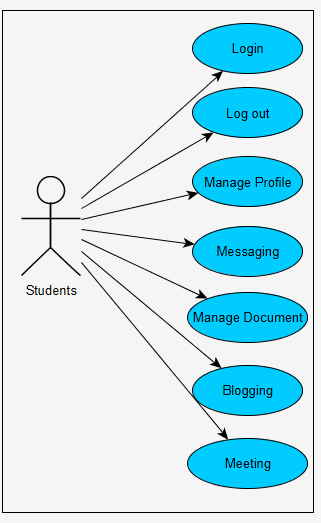 Login
Log out
Manage Profile
Messaging
Students
Manage Document
Blogging
Meeting